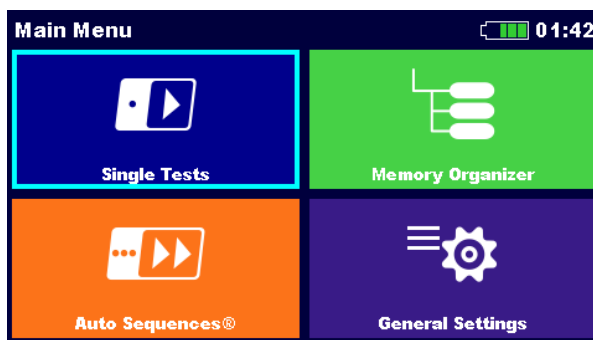 Main Menu 01:42
Single Tests
Memory Organizer
Auto Sequences®
General Settings